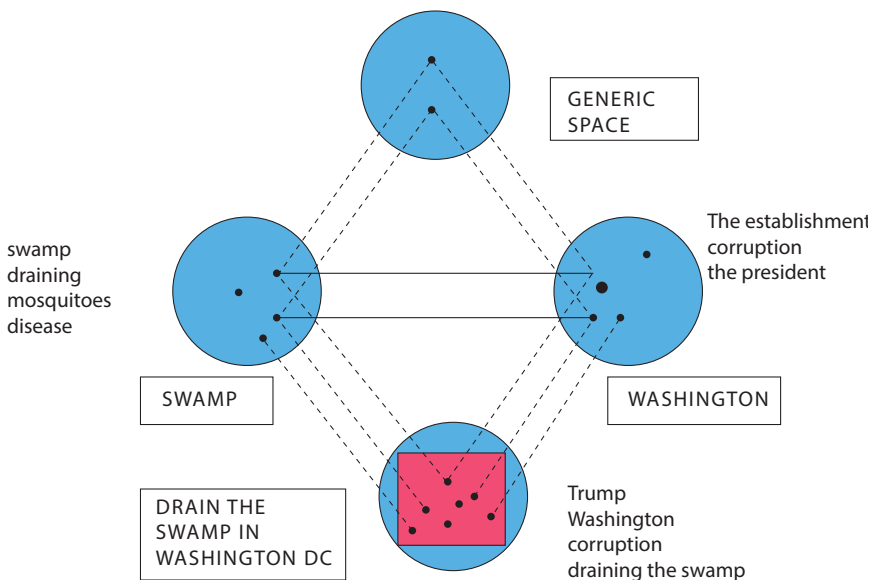 GENERIC
SPACE
The establishment
corruption
the president
swamp
draining
mosquitoes
disease
SWAMP
WASHINGTON
DRAIN THE
SWAMP IN
WASHINGTON DC
Trump
Washington
corruption
draining the swamp